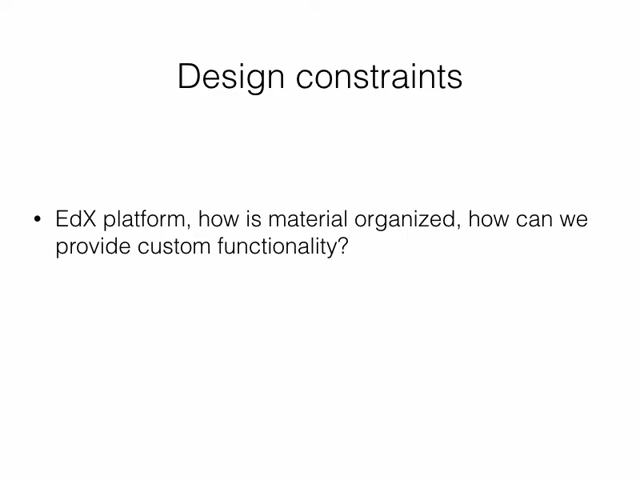 Design constraints
• EdX platform, how is material organized, how can we
provide custom functionality?